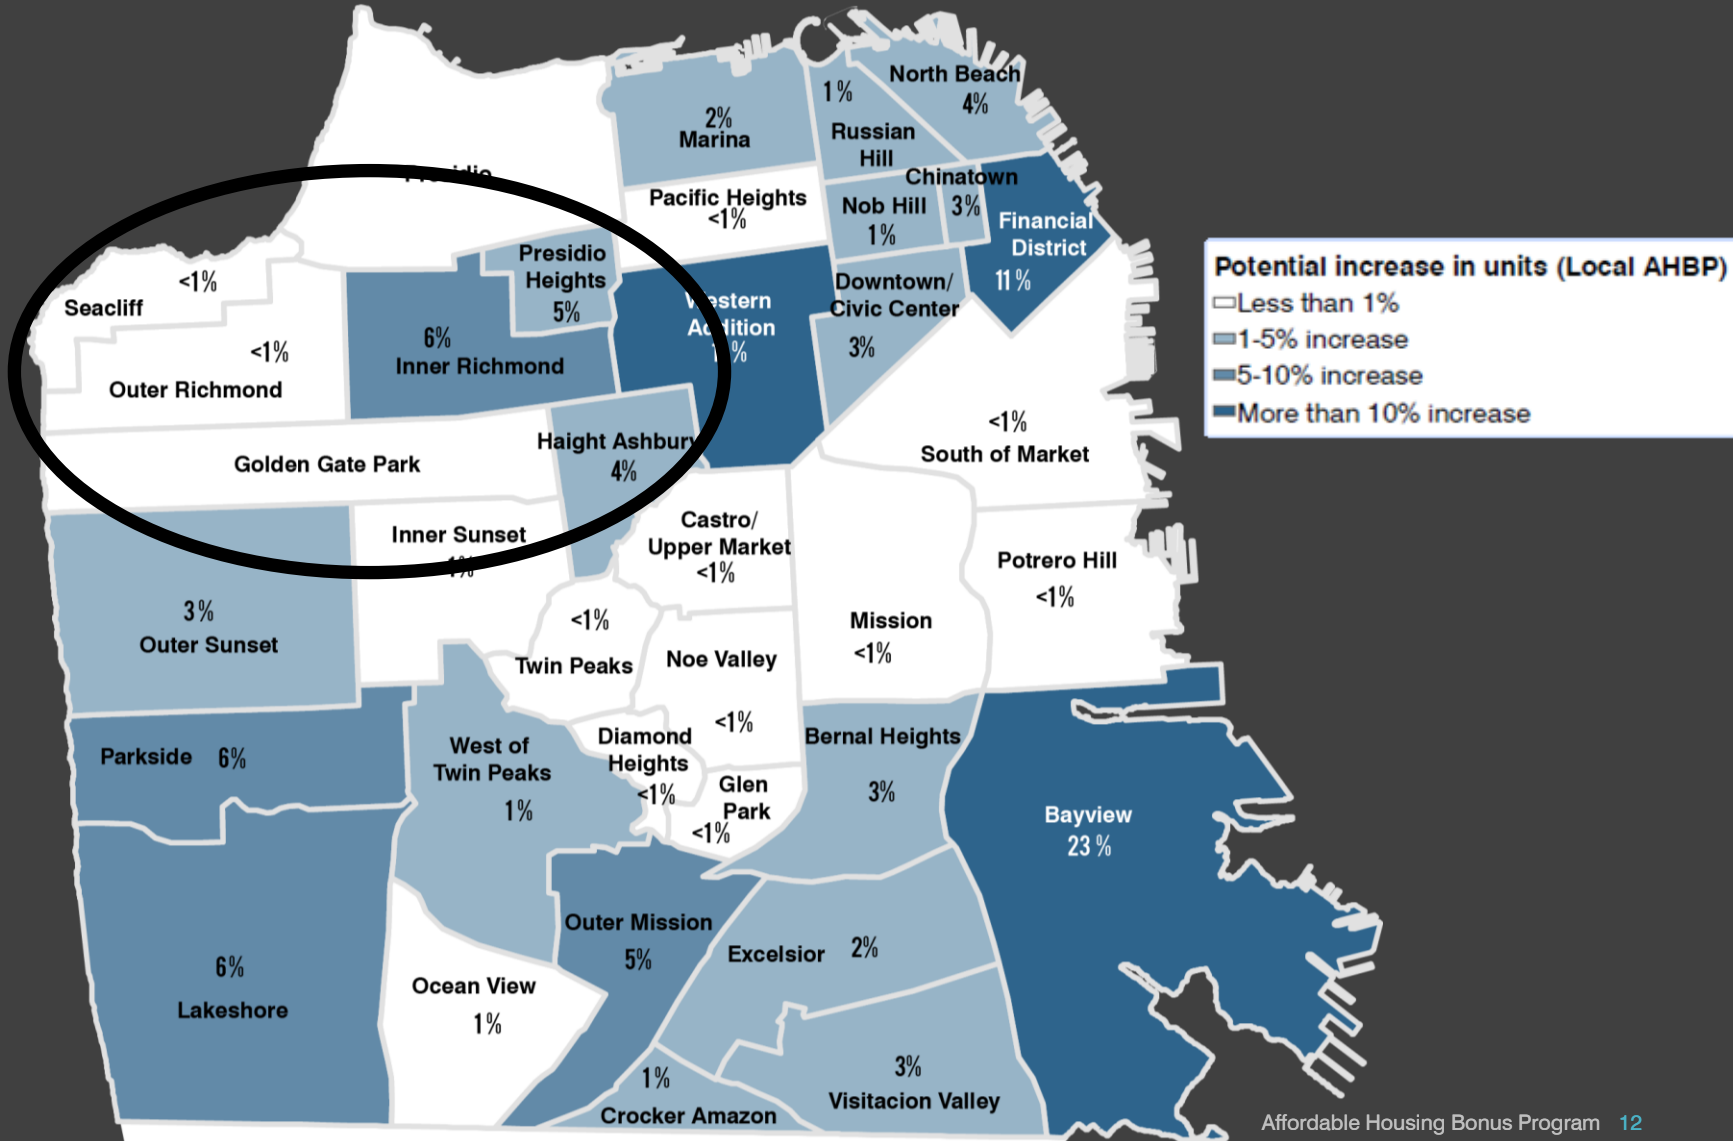 North Beach
4%
1%
2%
Marina
Russian
Hill
Presidio
Chinatown
Pacific Heights
<1%
Nob Hill
1%
3%
Financial
District
11%
Presidio
Heights
5%
<1%
Seacliff
Western
Addition
%
Downtown/
Civic Center
3%
6%
Inner Richmond
<1%
Outer Richmond
Potential increase in units (Local AHBP)
Less than 1%
1-5% increase
5-10% increase
More than 10% increase
Haight Ashbury
4%
<1%
South of Market
Golden Gate Park
Inner Sunset
1%
Castro/
Upper Market
<1%
Potrero Hill
<1%
3%
Outer Sunset
<1%
Twin Peaks
Mission
<1%
Noe Valley
<1%
Parkside 6%
West of
Twin Peaks
1%
Diamond
Heights
<1%
Glen
Park
<1%
Bernal Heights
3%
Bayview
23%
Outer Mission
5%
Excelsior 2%
6%
Lakeshore
Ocean View
1%
1%
Crocker Amazon
3%
Visitacion Valley
Affordable Housing Bonus Program 12